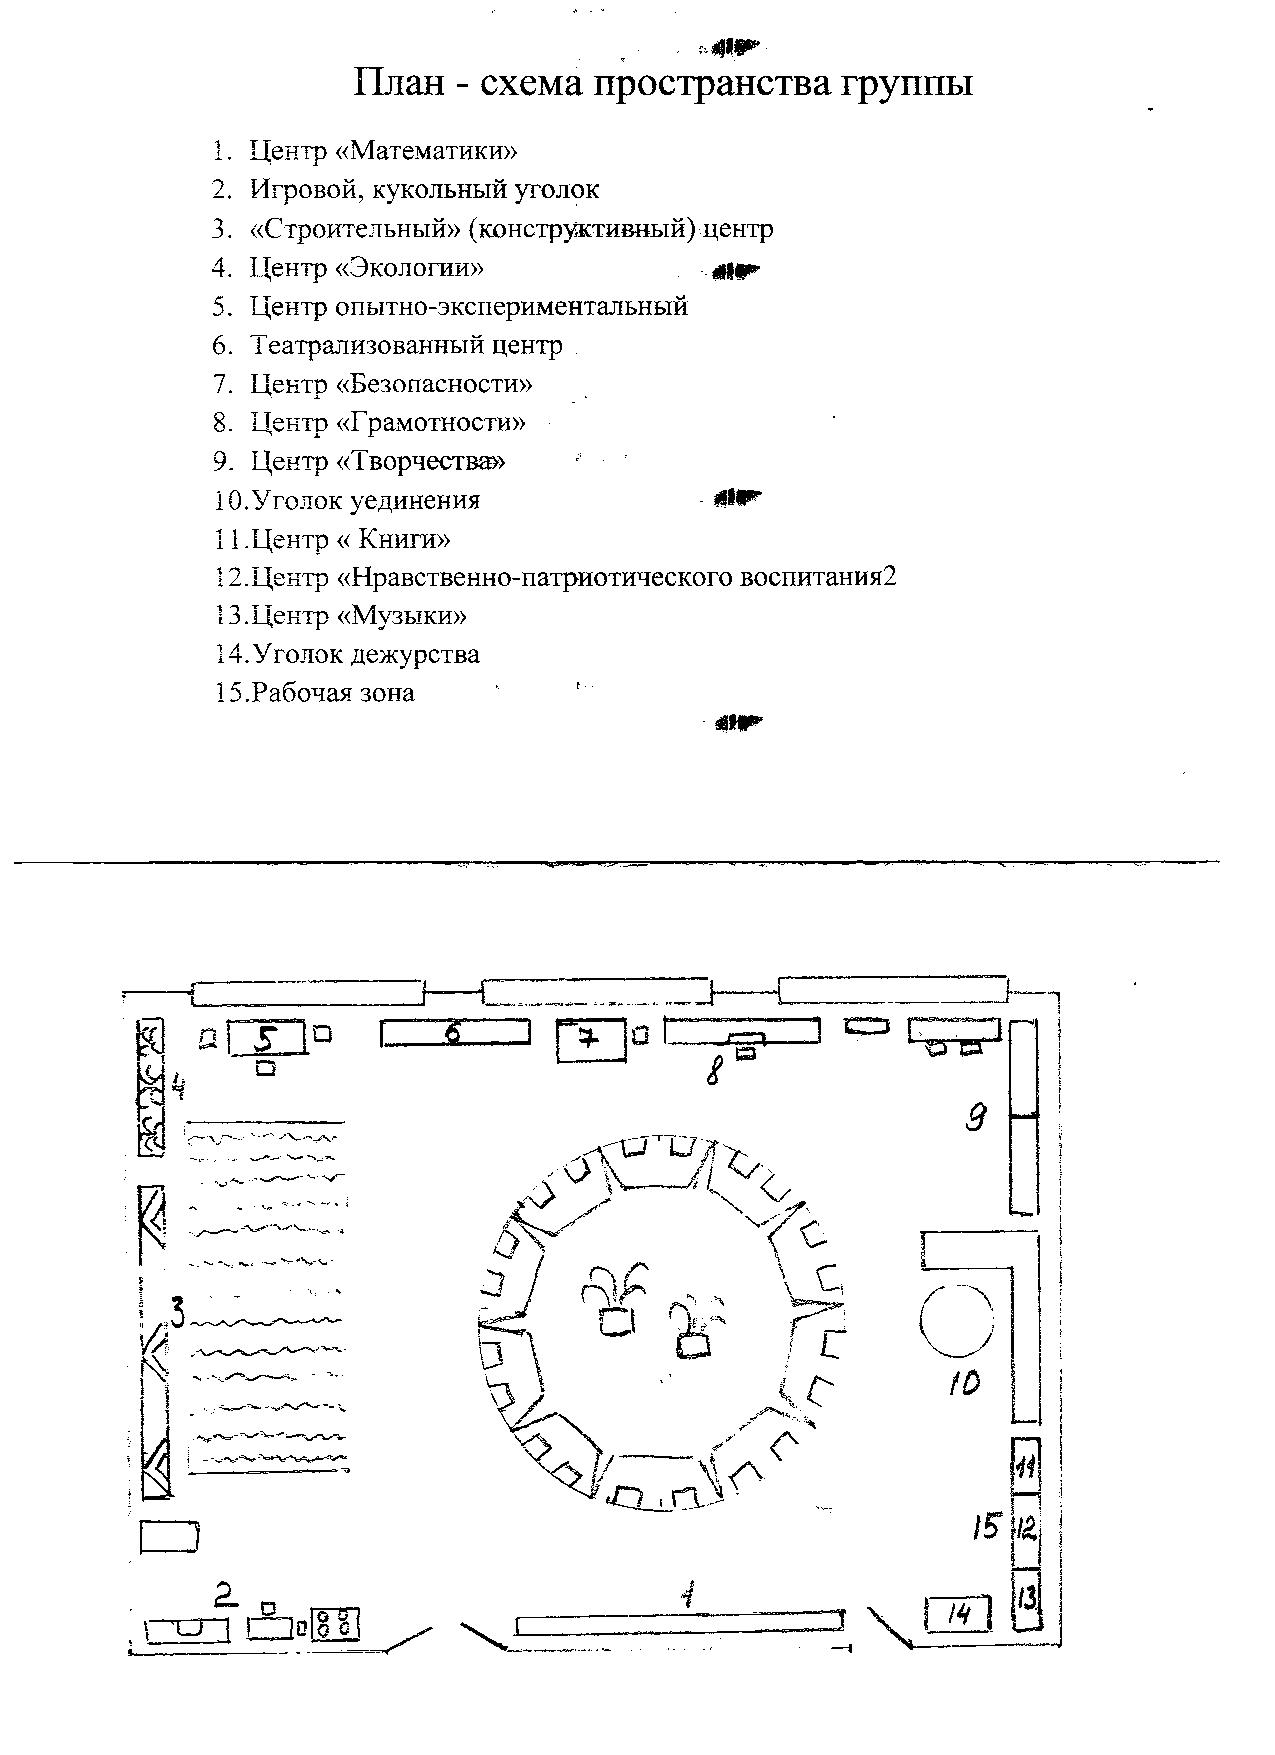 План - схема пространства группы
1. Центр «Математики»
2. Игровой, кукольный уголок
3. «Строительный» (конструктивный) центр
4. Центр «Экологии»
5. Центр опытно-экспериментальный
6. Театрализованный центр
7. Центр «Безопасности»
8. Центр «Грамотности»
9. Центр «Творчества»
10.Уголок уединения
11.Центр « Книги»
12.Центр «Нравственно-патриотического воспитания2
13.Центр «Музыки»
14.Уголок дежурства
15.Рабочая зона
5
6
7
8
4
9
3
10
11
15
12
2
1
14
13